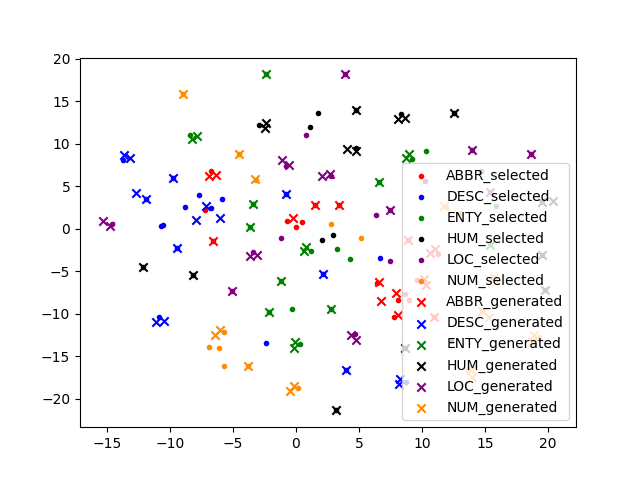 20
15
10
5
0
−5
−10
−15
−20
−15
−10
−5
0
5
10
15
20
ABBR_selected
DESC_selected
ENTY_selected
HUM_selected
LOC_selected
NUM_selected
ABBR_generated
DESC_generated
ENTY_generated
HUM_generated
LOC_generated
NUM_generated